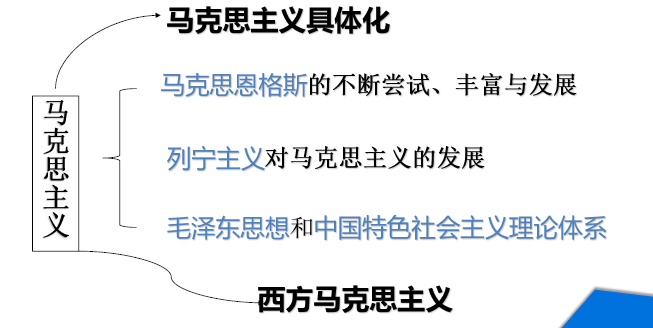 马克思主义具体化
马克思主义
马克思恩格斯的不断尝试、丰富与发展
列宁主义对马克思主义的发展
毛泽东思想和中国特色社会主义理论体系
西方马克思主义